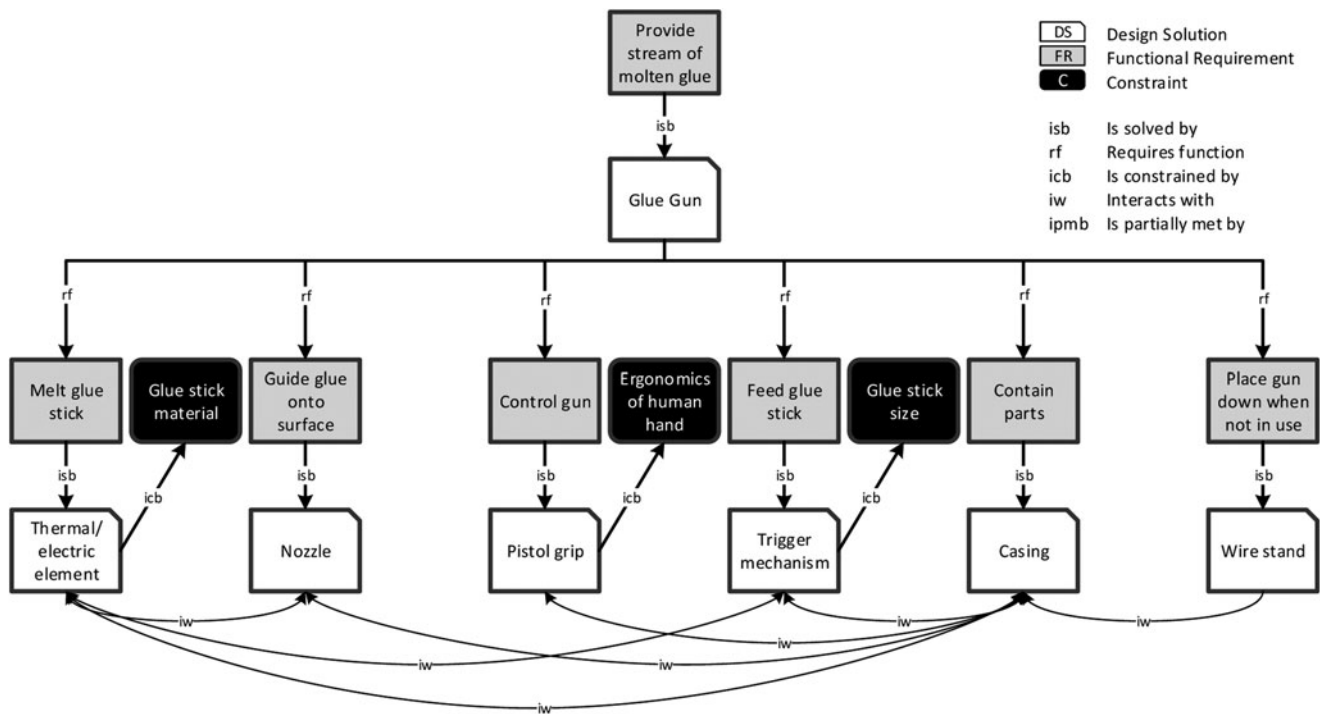 Provide
stream of
molten glue
DS Design Solution
FR Functional Requirement
C Constraint
isb Is solved by
rf Requires function
icb Is constrained by
iw Interacts with
ipmb Is partially met by
isb
Glue Gun
rf
rf
rf
rf
rf
rf
Melt glue
stick
Glue stick
material
Guide glue
onto
surface
Control gun
Ergonomics
of human
hand
Feed glue
stick
Glue stick
size
Contain
parts
Place gun
down when
not in use
isb
icb
isb
isb
icb
isb
icb
isb
isb
Thermal/
electric
element
Nozzle
Pistol grip
Trigger
mechanism
Casing
Wire stand
iw
iw
iw
iw
iw
iw
iw